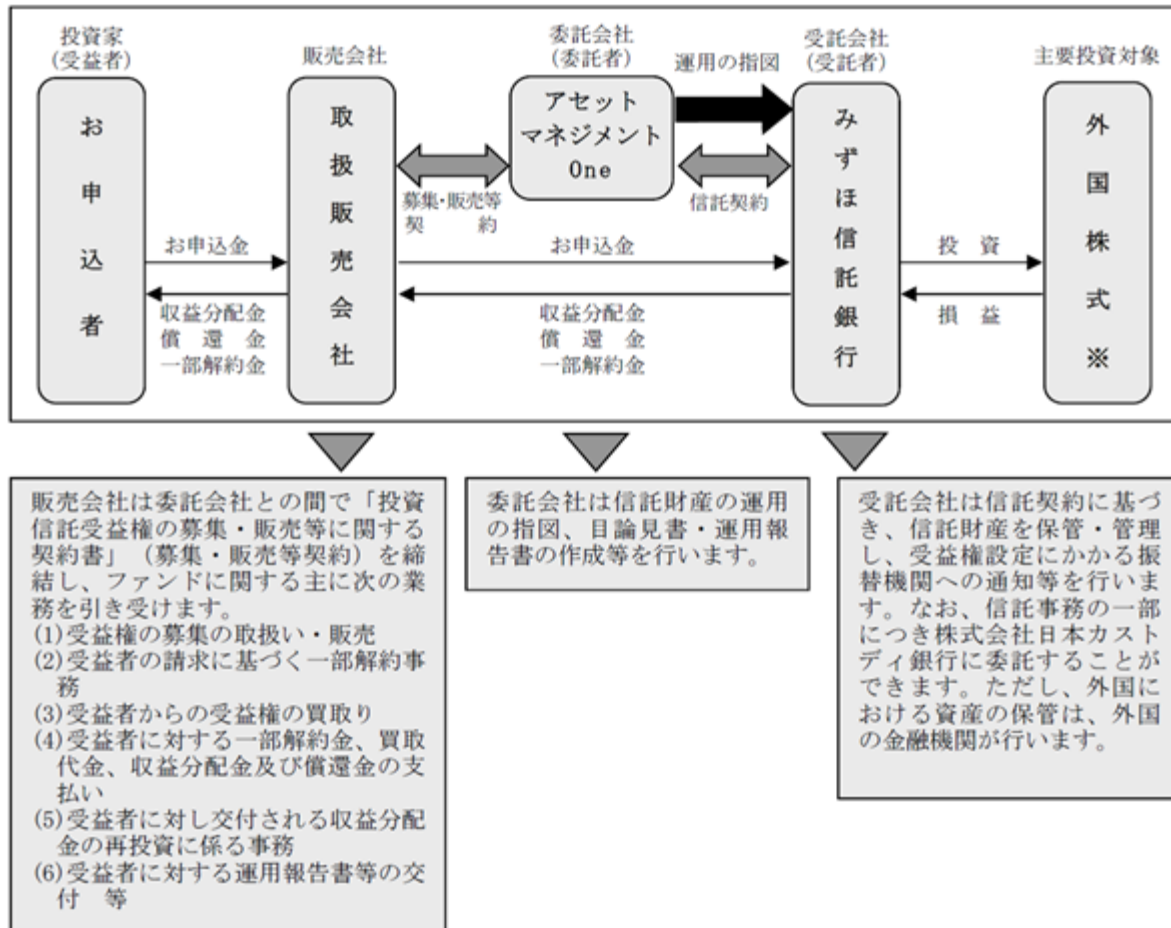 投資家
(受益者)
販売会社
委託会社
(委託者)
運用の指図
受託会社
(受託者)
主要投資対象
お申込者
取扱販売会社
アセット
マネジメント
One
みずほ信託銀行
外国株式※
募集・販売等
契　約
信託契約
お申込金
収益分配金
償　還　金
一部解約金
お申込金
収益分配金
償　還　金
一部解約金
投　資
損　益
販売会社は委託会社との間で「投資
信託受益権の募集・販売等に関する
契約書」（募集・販売等契約）を締
結し、ファンドに関する主に次の業
務を引き受けます。
(1)受益権の募集の取扱い・販売
(2)受益者の請求に基づく一部解約事
務
(3)受益者からの受益権の買取り
(4)受益者に対する一部解約金、買取
代金、収益分配金及び償還金の支
払い
(5)受益者に対し交付される収益分配
金の再投資に係る事務
(6)受益者に対する運用報告書等の交
付　等
委託会社は信託財産の運用
の指図、目論見書・運用報
告書の作成等を行います。
受託会社は信託契約に基づ
き、信託財産を保管・管理
し、受益権設定にかかる振
替機関への通知等を行いま
す。なお、信託事務の一部
につき株式会社日本カスト
ディ銀行に委託することが
できます。ただし、外国に
おける資産の保管は、外国
の金融機関が行います。